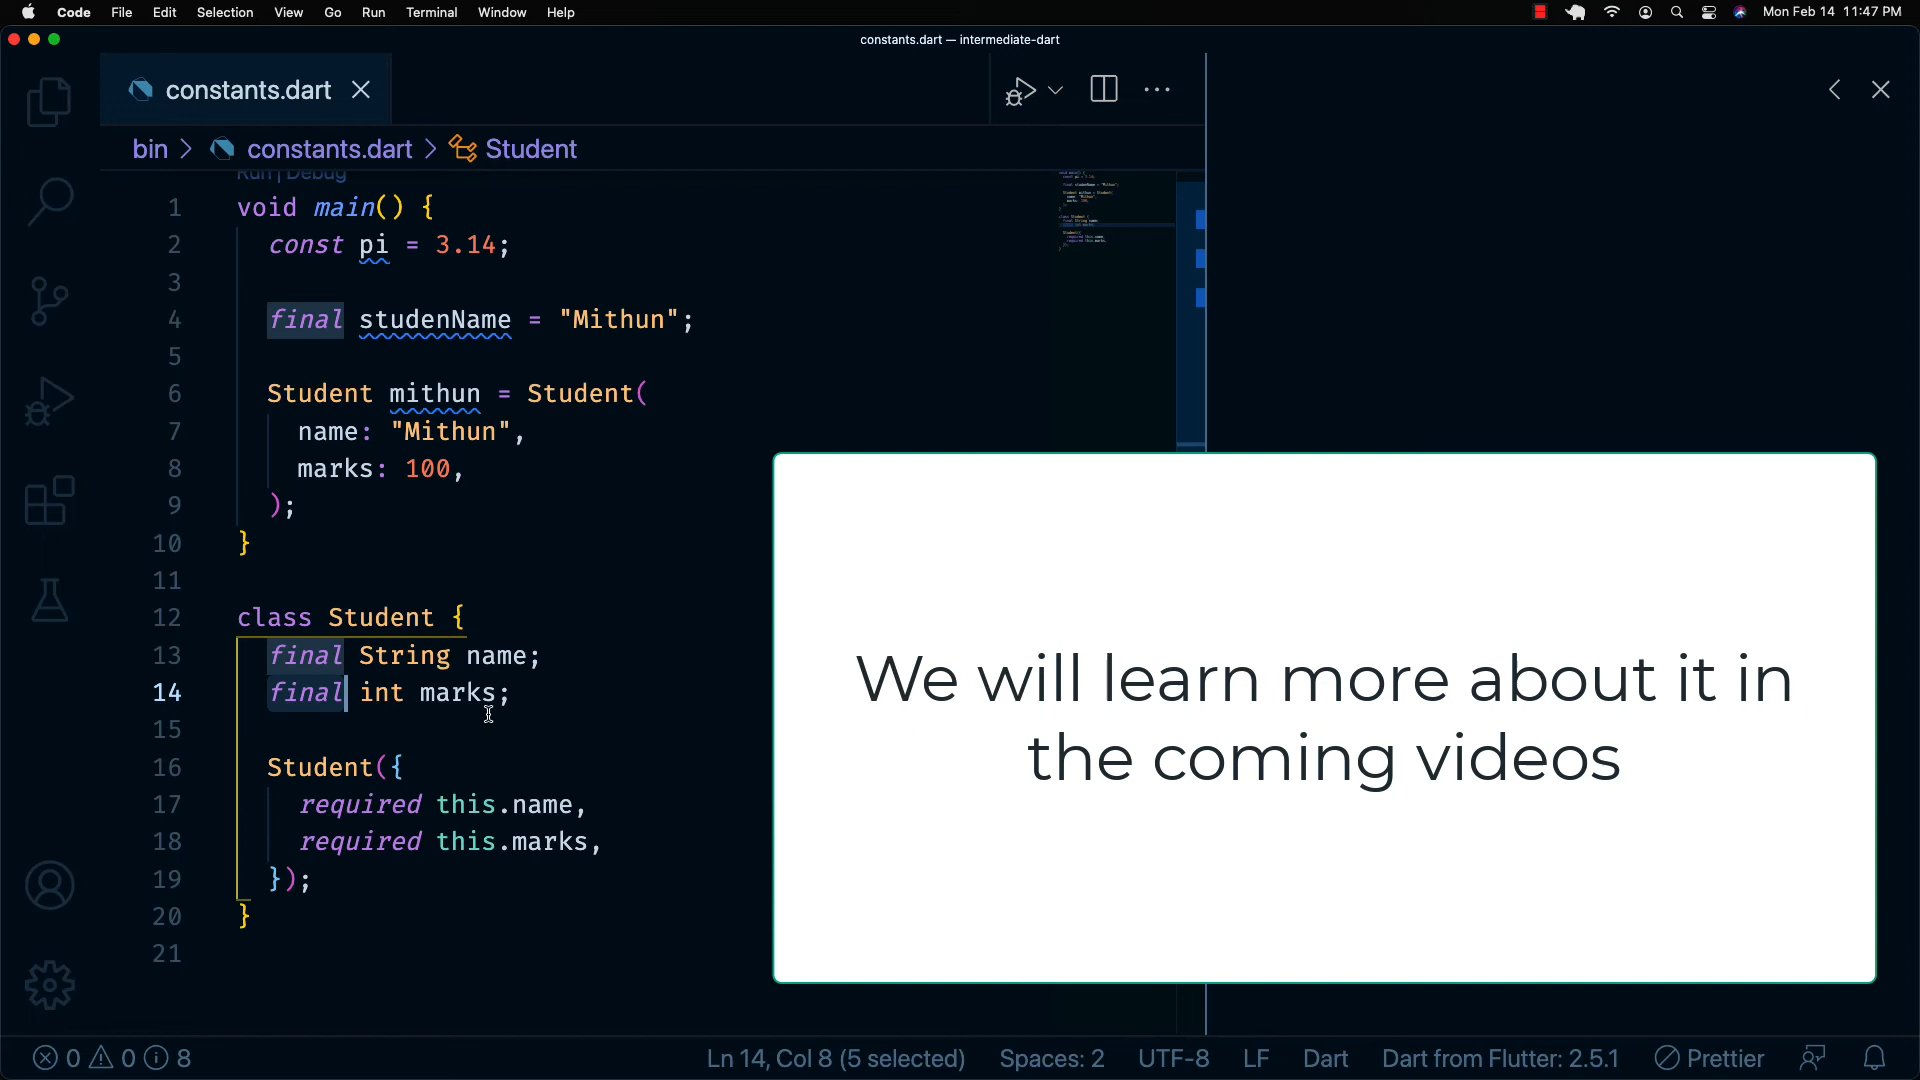 Code File Edit Selection View Go Run Terminal Window Help Mon Feb 14 11:47 PM
constants.dart — intermediate-dart
constants.dart
bin > constants.dart > Student
Run | Debug
1 void main() {
2 const pi = 3.14;
3
4 final studenName = "Mithun";
5
6 Student mithun = Student(
7 name: "Mithun",
8 marks: 100,
9 );
10 }
11
12 class Student {
13 final String name;
14 final int marks;
15
16 Student({
17 required this.name,
18 required this.marks,
19 });
20 }
21
We will learn more about it in
the coming videos
0 0 8 Ln 14, Col 8 (5 selected) Spaces: 2 UTF-8 LF Dart Dart from Flutter: 2.5.1 Prettier